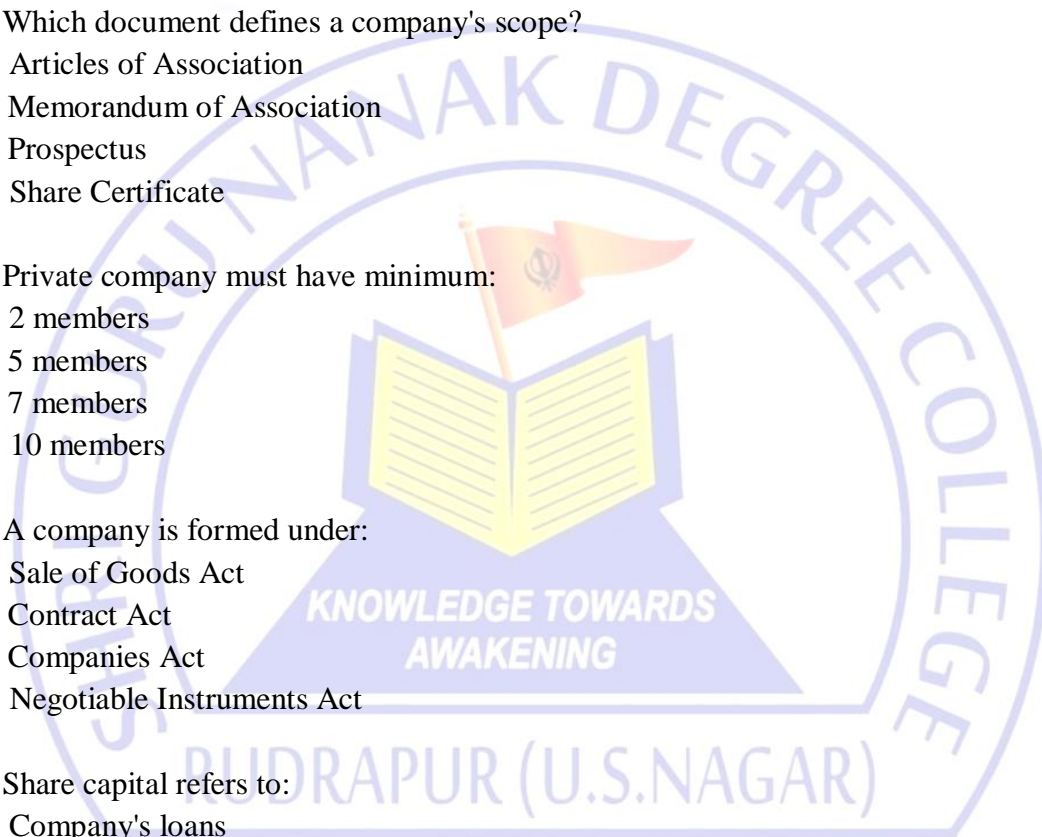 Which document defines a company's scope?
Articles of Association
Memorandum of Association
Prospectus
Share Certificate
Private company must have minimum:
2 members
5 members
7 members
10 members
A company is formed under:
Sale of Goods Act
Contract Act
Companies Act
Negotiable Instruments Act
Share capital refers to:
Company's loans
SHRI GURU NANAK DEGREE COLLEGE
KNOWLEDGE TOWARDS
AWAKENING
RUDRAPUR (U.S.NAGAR)